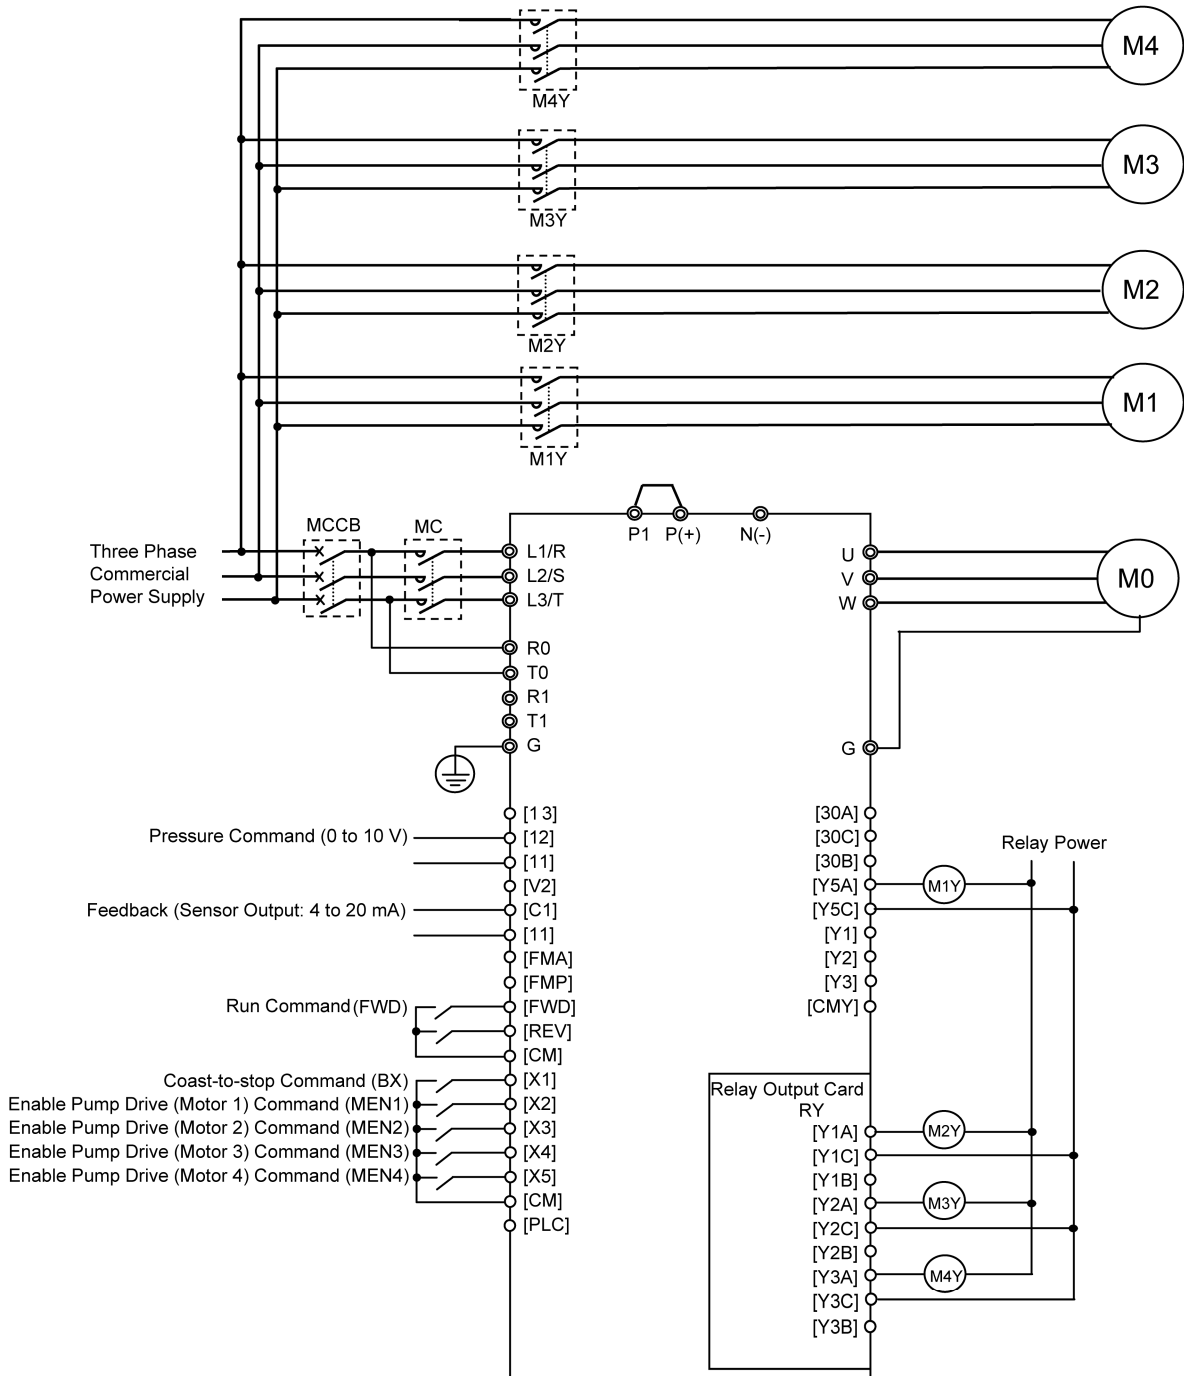 M4
M4Y
M3
M3Y
M2
M2Y
M1
M1Y
P1 P(+) N(-)
MCCB MC
Three Phase
Commercial
Power Supply
L1/R
L2/S
L3/T
R0
T0
R1
T1
G
U
V
W
M0
G
[13]
Pressure Command (0 to 10 V) [12]
[11]
[V2]
Feedback (Sensor Output: 4 to 20 mA) [C1]
[11]
[FMA]
[FMP]
Run Command (FWD) [FWD]
[REV]
[CM]
Coast-to-stop Command (BX) [X1]
Enable Pump Drive (Motor 1) Command (MEN1) [X2]
Enable Pump Drive (Motor 2) Command (MEN2) [X3]
Enable Pump Drive (Motor 3) Command (MEN3) [X4]
Enable Pump Drive (Motor 4) Command (MEN4) [X5]
[CM]
[PLC]
[30A]
[30C]
[30B]
Relay Power
[Y5A] M1Y
[Y5C]
[Y1]
[Y2]
[Y3]
[CMY]
Relay Output Card
RY
[Y1A] M2Y
[Y1C]
[Y1B]
[Y2A] M3Y
[Y2C]
[Y2B]
[Y3A] M4Y
[Y3C]
[Y3B]